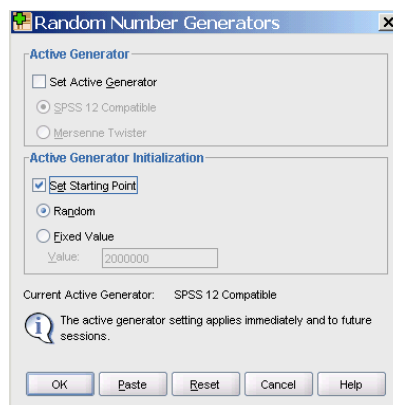 Random Number Generators
Active Generator
Set Active Generator
SPSS 12 Compatible
Mersenne Twister
Active Generator Initialization
Set Starting Point
Random
Fixed Value
Value: 2000000
Current Active Generator: SPSS 12 Compatible
The active generator setting applies immediately and to future
sessions.
OK Paste Reset Cancel Help